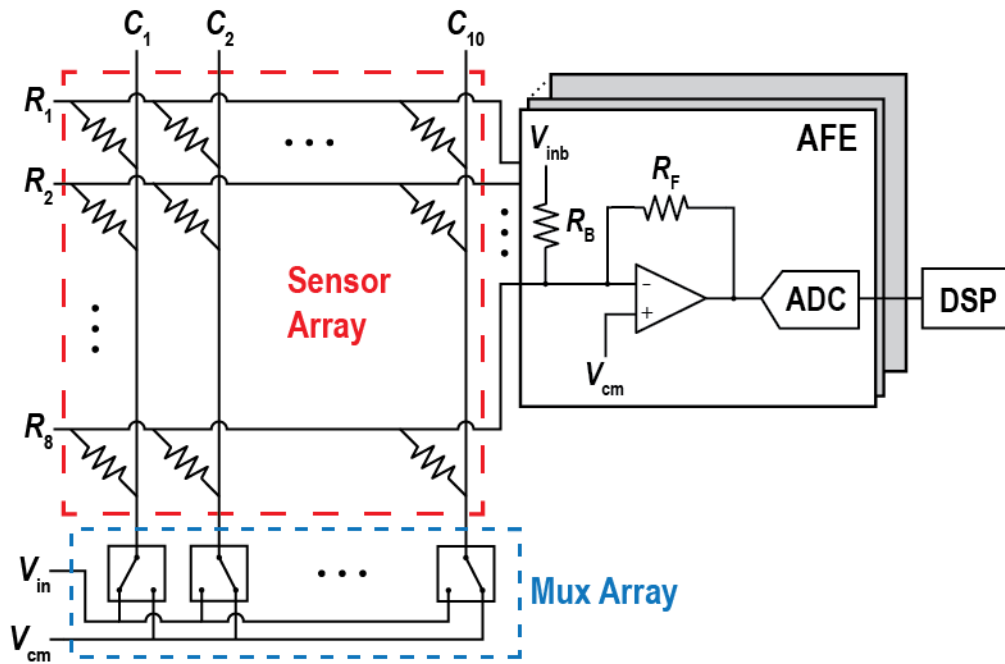 C1 C2 C10
R1
R2
R8
Sensor
Array
AFE
Vinb
RB
RF
−
+
Vcm
ADC
DSP
Vin
Vcm
Mux Array